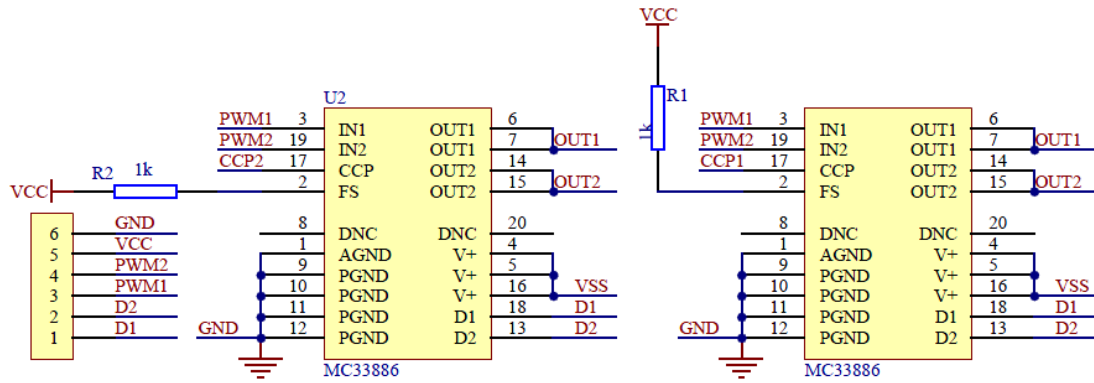 VCC
U2
R1
1k
PWM1 3 IN1 OUT1 6
PWM2 19 IN2 OUT1 7 OUT1
CCP2 17 CCP OUT2 14
VCC R2 1k 2 FS OUT2 15 OUT2
8 DNC DNC 20
1 AGND V+ 4
9 PGND V+ 5
10 PGND V+ 16 VSS
11 PGND D1 18 D1
GND 12 PGND D2 13 D2
MC33886
6 GND
5 VCC
4 PWM2
3 PWM1
2 D2
1 D1
PWM1 3 IN1 OUT1 6
PWM2 19 IN2 OUT1 7 OUT1
CCP1 17 CCP OUT2 14
2 FS OUT2 15 OUT2
8 DNC DNC 20
1 AGND V+ 4
9 PGND V+ 5
10 PGND V+ 16 VSS
11 PGND D1 18 D1
GND 12 PGND D2 13 D2
MC33886